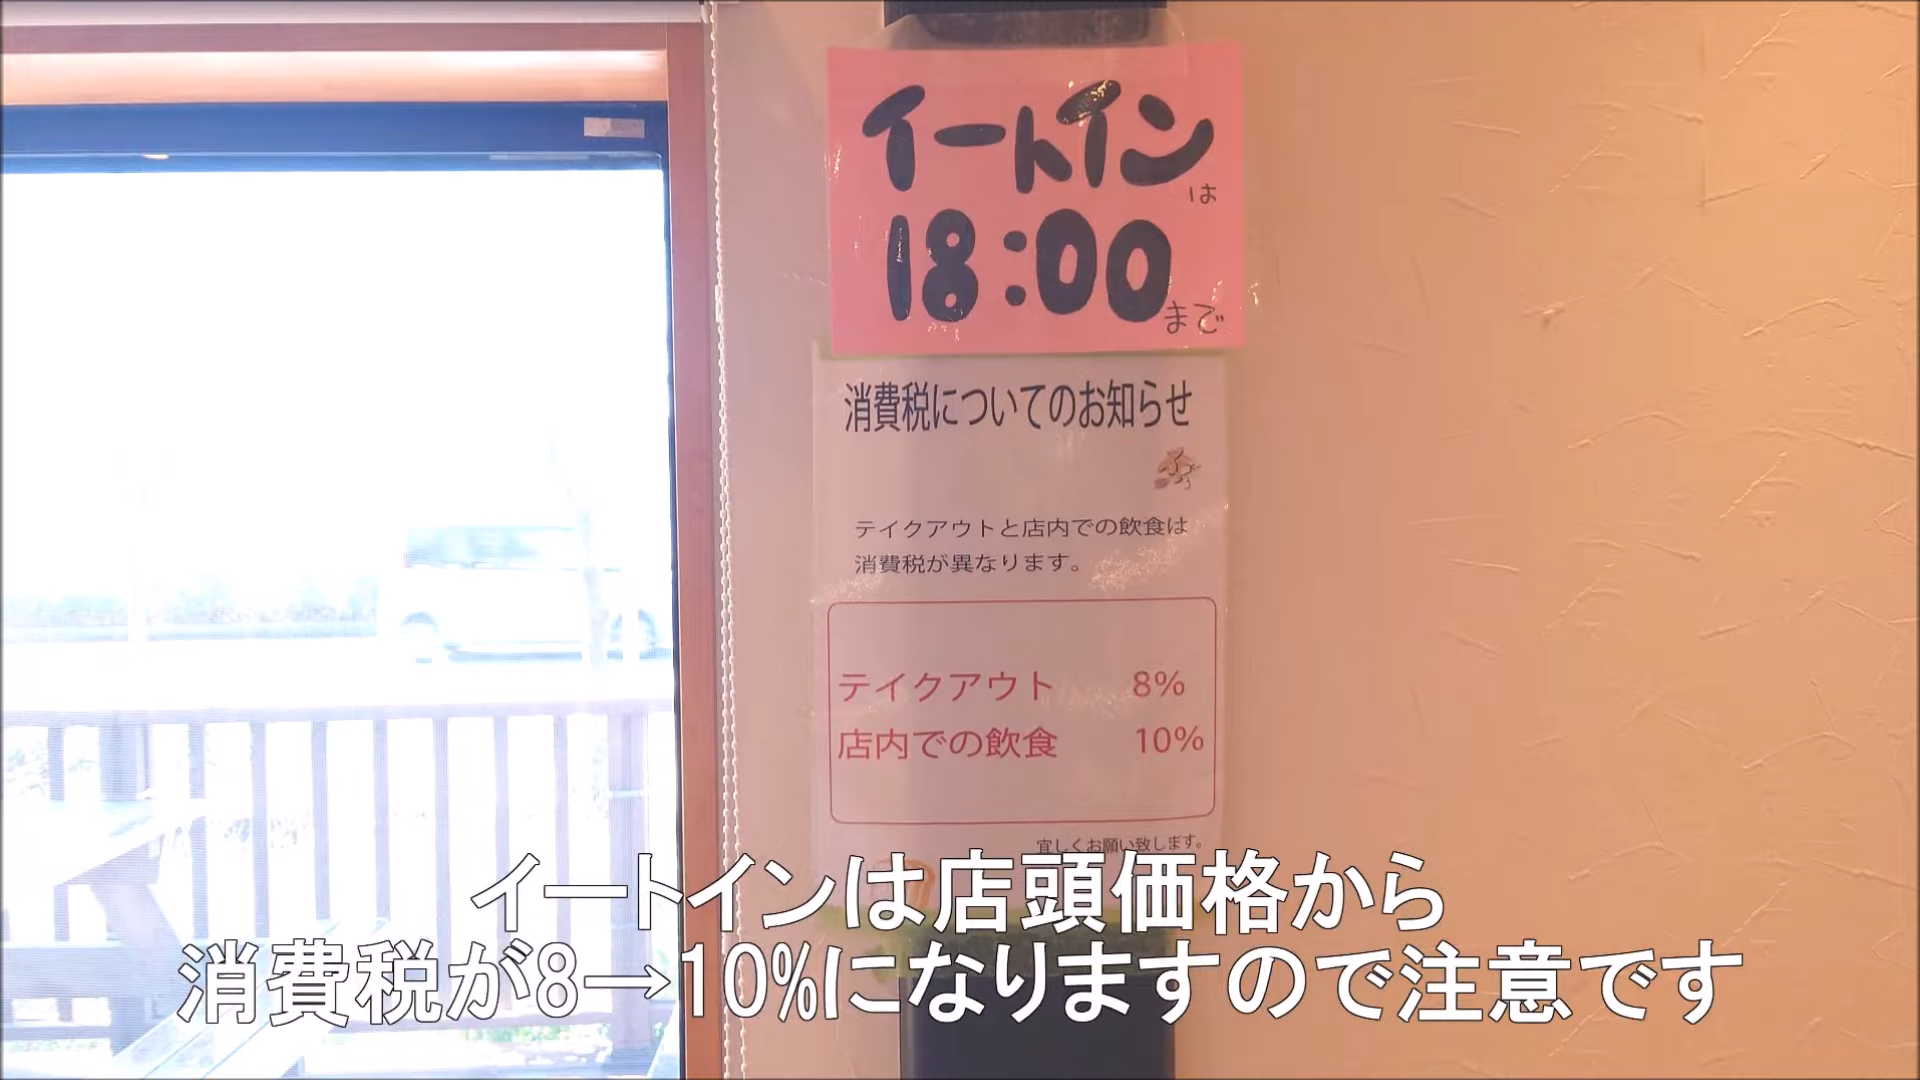 イートインは
18:00まで
消費税についてのお知らせ
テイクアウトと店内での飲食は
消費税が異なります。
テイクアウト 8%
店内での飲食 10%
宜しくお願い致します。
イートインは店頭価格から
消費税が8→10%になりますので注意です